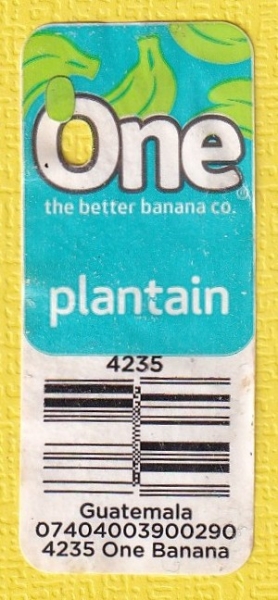 One
the better banana co.
plantain
4235
Guatemala
07404003900290
4235 One Banana